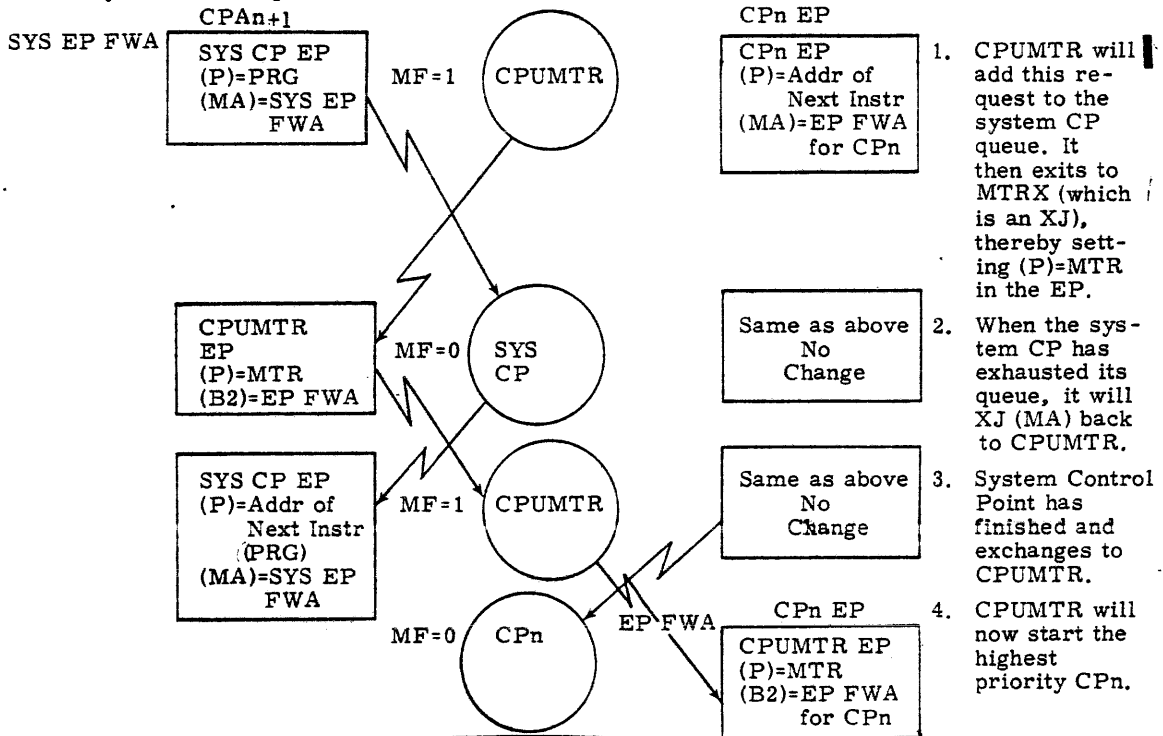 CPAn+1
SYS EP FWA
SYS CP EP
(P)=PRG
(MA)=SYS EP
FWA
MF=1
CPUMTR
CPn EP
CPn EP
(P)=Addr of
Next Instr
(MA)=EP FWA
for CPn
1. CPUMTR will
add this re-
quest to the
system CP
queue. It
then exits to
MTRX (which
is an XJ),
thereby sett-
ing (P)=MTR
in the EP.
CPUMTR
EP
(P)=MTR
(B2)=EP FWA
MF=0
SYS
CP
Same as above
No
Change
2. When the sys-
tem CP has
exhausted its
queue, it will
XJ (MA) back
to CPUMTR.
SYS CP EP
(P)=Addr of
Next Instr
(PRG)
(MA)=SYS EP
FWA
MF=1
CPUMTR
Same as above
No
Change
3. System Control
Point has
finished and
exchanges to
CPUMTR.
MF=0
CPn
EP FWA
CPn EP
CPUMTR EP
(P)=MTR
(B2)=EP FWA
for CPn
4. CPUMTR will
now start the
highest
priority CPn.